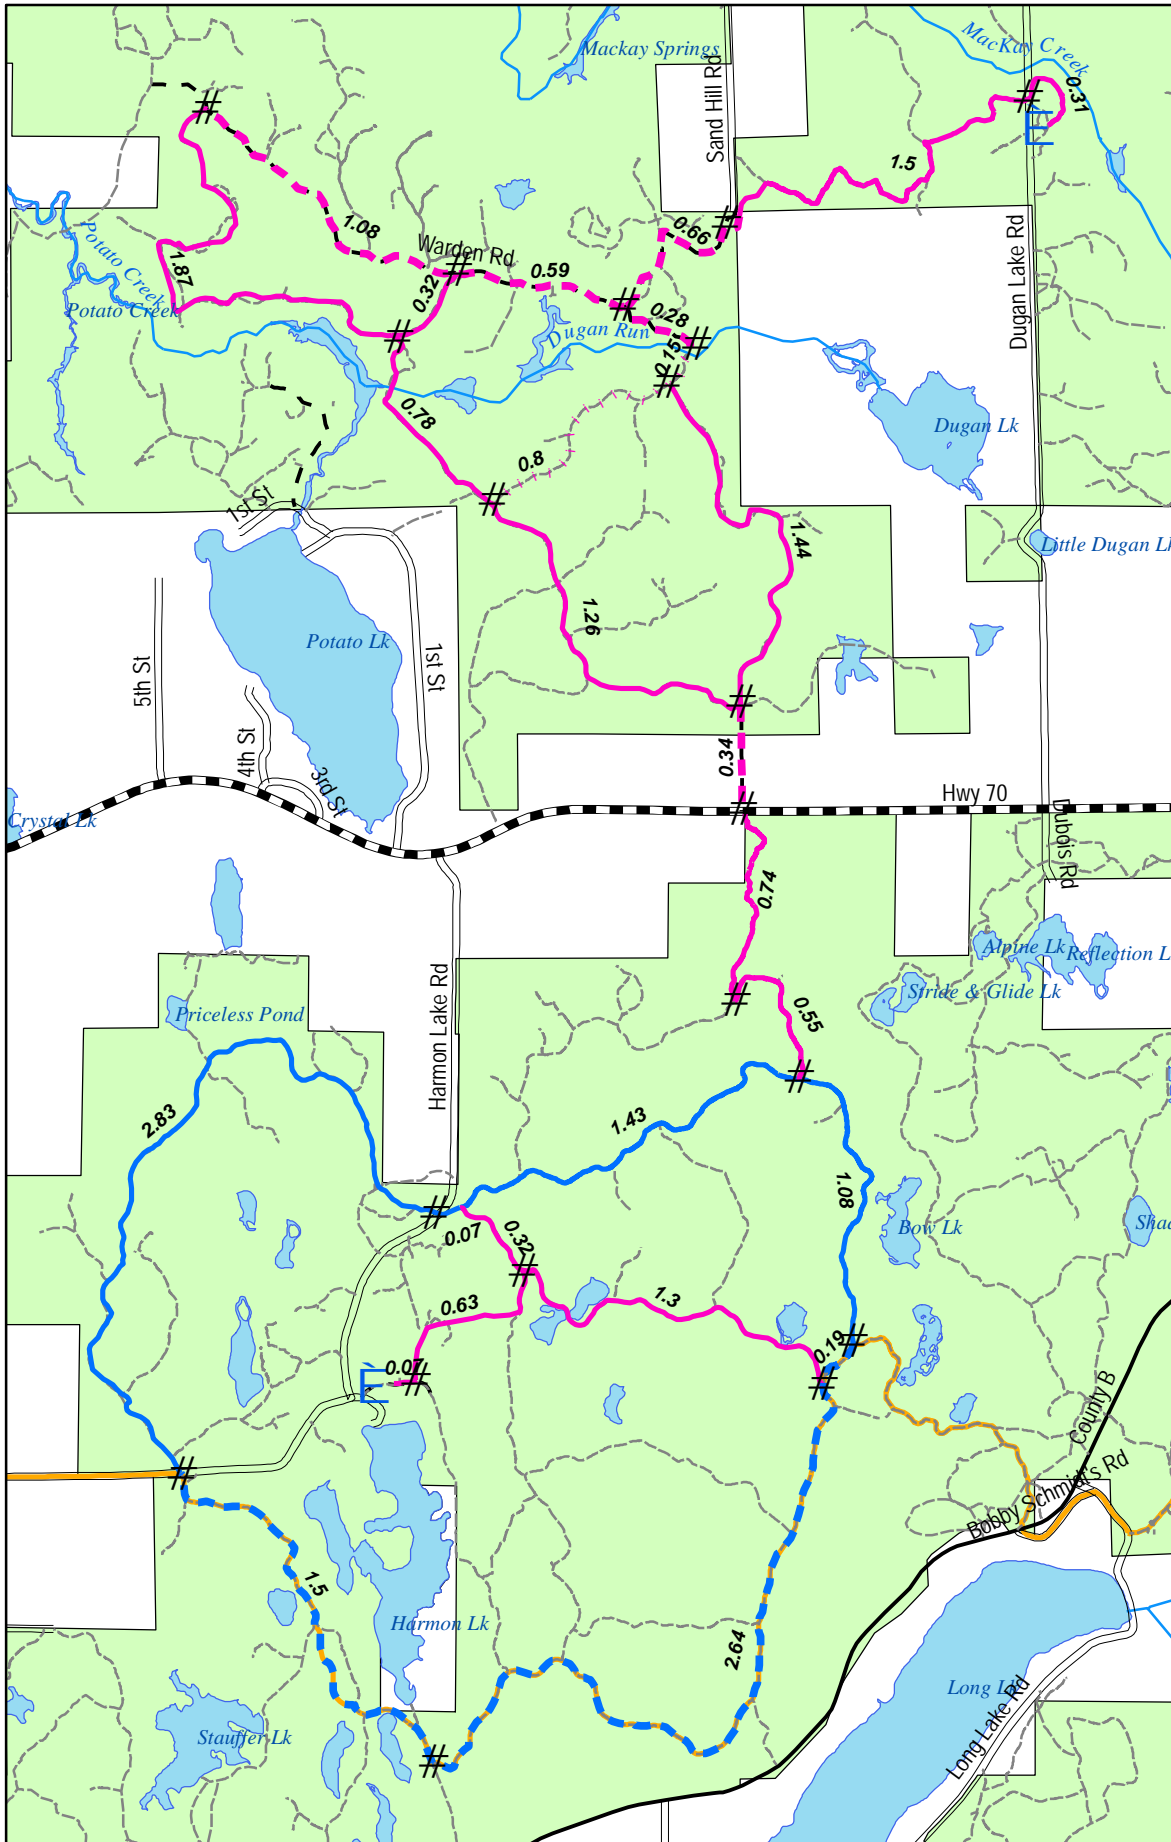 Mackay Springs
MacKay Creek
Sand Hill Rd
0.31
È
1.5
Potato Creek
1.08
Warden Rd
0.66
Dugan Lake Rd
1.87
0.59
0.32
Potato Creek
0.28
Dugan Run
0.78
Dugan Lk
0.8
1st St
1.44
Little Dugan Lk
1.26
Potato Lk
1st St
5th St
4th St
3rd St
0.34
Hwy 70
Crystal Lk
Dubois Rd
0.74
Alpine Lk
Reflection L
Stride & Glide Lk
Priceless Pond
0.55
Harmon Lake Rd
2.83
1.43
1.08
Bow Lk
0.07
0.32
0.63
1.3
0.19
0.07
È
County B
Bobby Schmidt's Rd
1.5
Harmon Lk
2.64
Long Lk
Long Lake Rd
Stauffer Lk